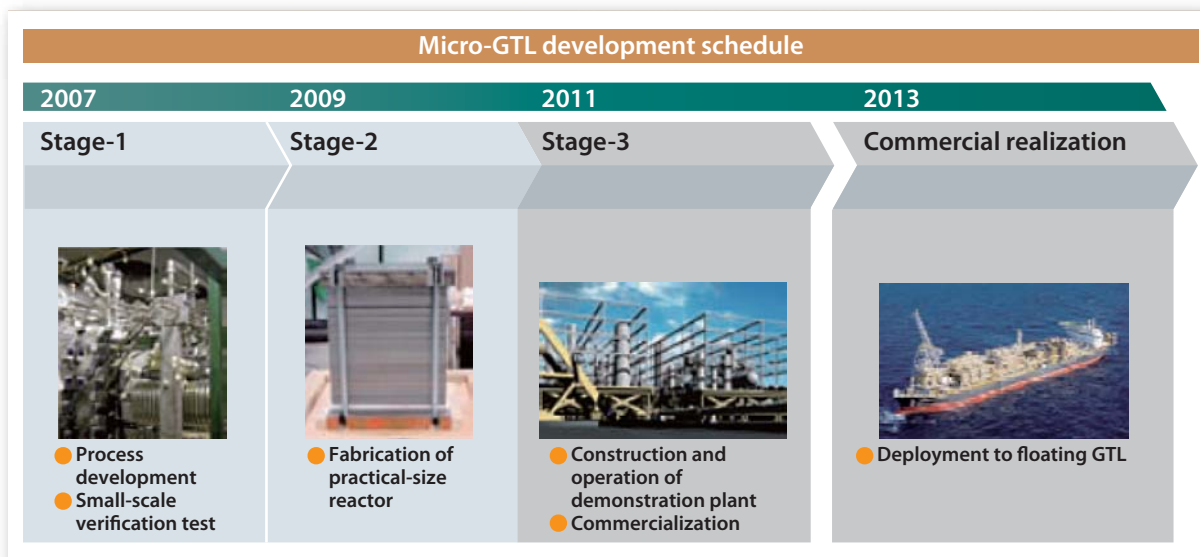 Micro-GTL development schedule
2007
2009
2011
2013
Stage-1
Stage-2
Stage-3
Commercial realization
Process
development
Small-scale
verification test
Fabrication of
practical-size
reactor
Construction and
operation of
demonstration plant
Commercialization
Deployment to floating GTL